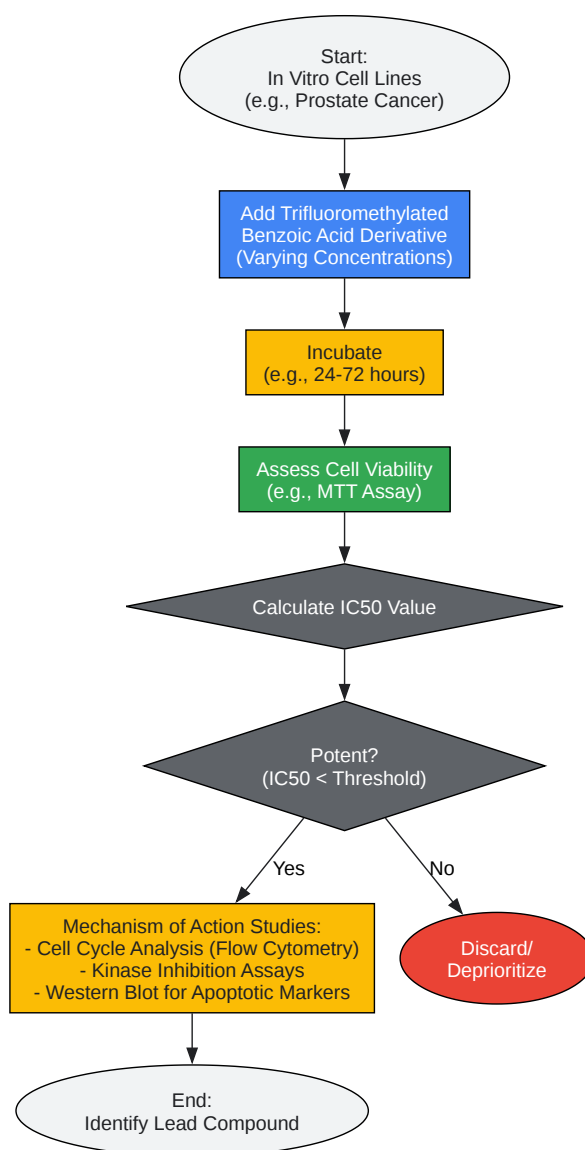 Start:
In Vitro Cell Lines
(e.g., Prostate Cancer)
Add Trifluoromethylated
Benzoic Acid Derivative
(Varying Concentrations)
Incubate
(e.g., 24-72 hours)
Assess Cell Viability
(e.g., MTT Assay)
Calculate IC50 Value
Potent?
(IC50 < Threshold)
Yes
No
Mechanism of Action Studies:
- Cell Cycle Analysis (Flow Cytometry)
- Kinase Inhibition Assays
- Western Blot for Apoptotic Markers
Discard/
Deprioritize
End:
Identify Lead Compound